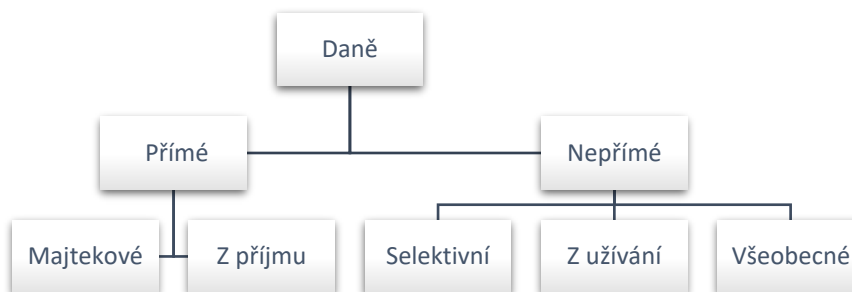 Daně
Přímé
Nepřímé
Majtekové
Z příjmu
Selektivní
Z užívání
Všeobecné